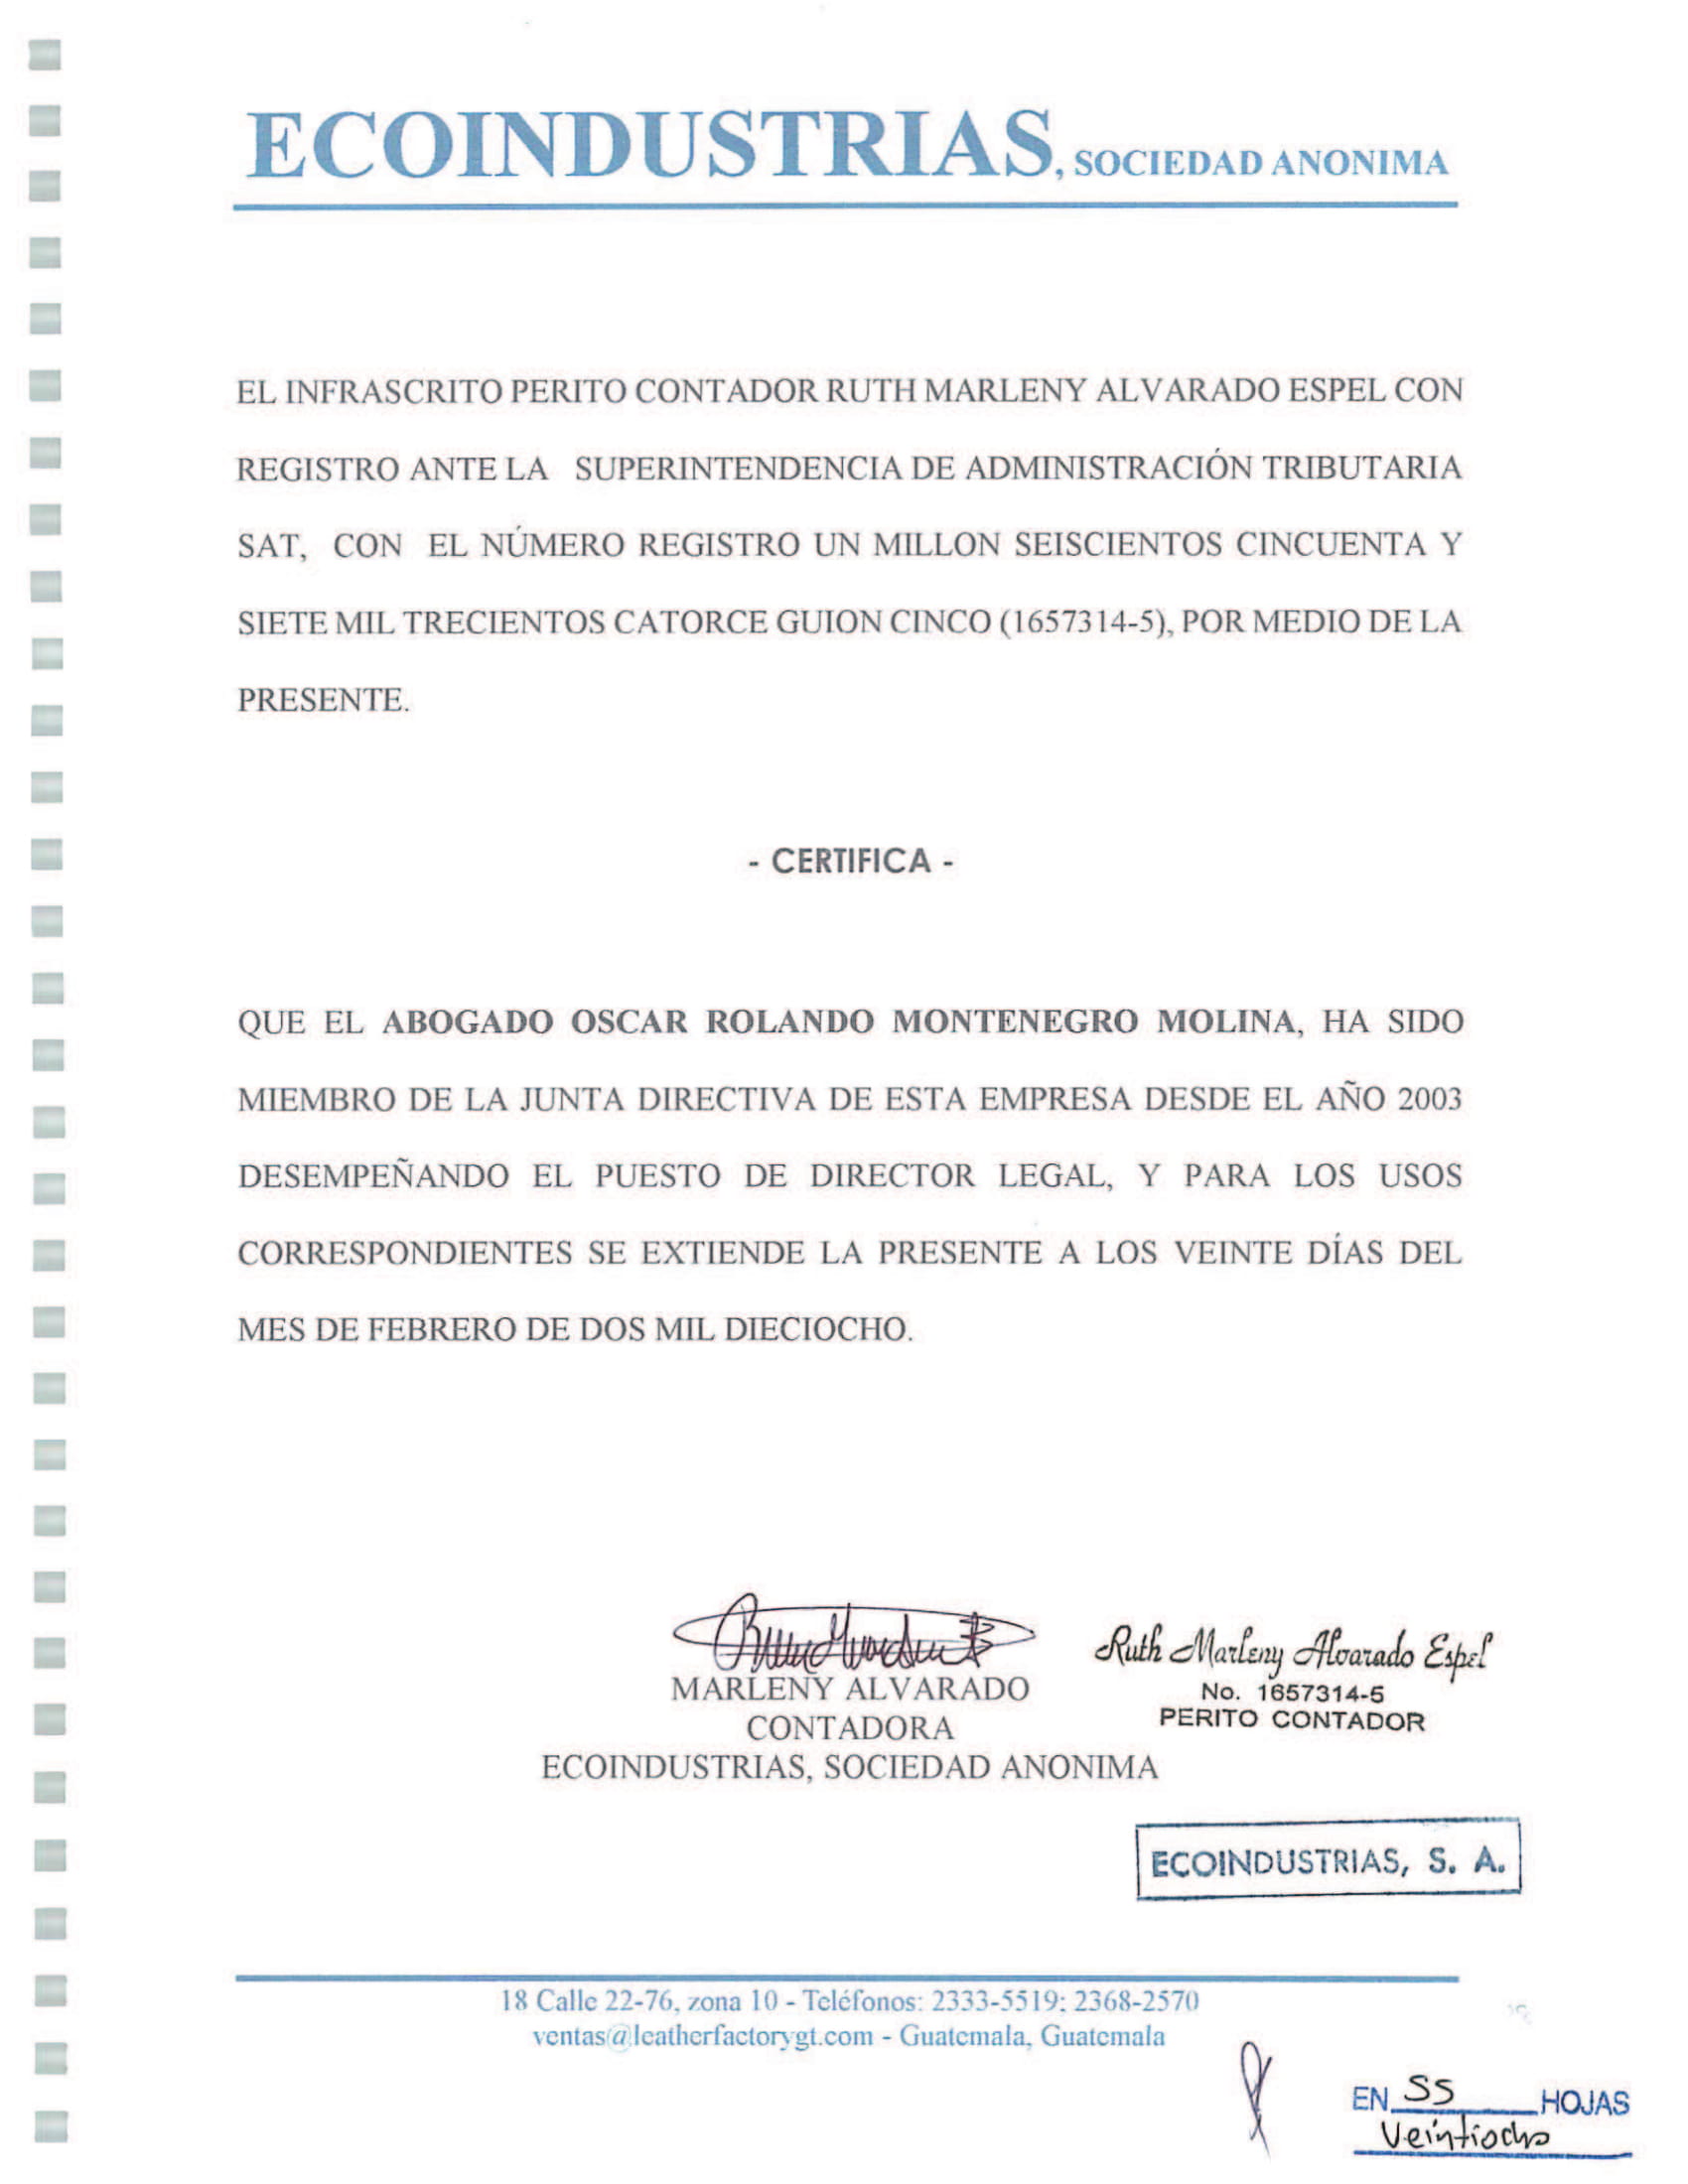 ECOINDUSTRIAS, SOCIEDAD ANONIMA
EL INFRASCRITO PERITO CONTADOR RUTH MARLENY ALVARADO ESPEL CON
REGISTRO ANTE LA SUPERINTENDENCIA DE ADMINISTRACIÓN TRIBUTARIA
SAT, CON EL NÚMERO REGISTRO UN MILLON SEISCIENTOS CINCUENTA Y
SIETE MIL TRECIENTOS CATORCE GUION CINCO (1657314-5), POR MEDIO DE LA
PRESENTE.
- CERTIFICA -
QUE EL ABOGADO OSCAR ROLANDO MONTENEGRO MOLINA, HA SIDO
MIEMBRO DE LA JUNTA DIRECTIVA DE ESTA EMPRESA DESDE EL AÑO 2003
DESEMPEÑANDO EL PUESTO DE DIRECTOR LEGAL, Y PARA LOS USOS
CORRESPONDIENTES SE EXTIENDE LA PRESENTE A LOS VEINTE DÍAS DEL
MES DE FEBRERO DE DOS MIL DIECIOCHO.
Ruth Marleny Alvarado Espel
No. 1657314-5
PERITO CONTADOR
MARLENY ALVARADO
CONTADORA
ECOINDUSTRIAS, SOCIEDAD ANONIMA
ECOINDUSTRIAS, S. A.
18 Calle 22-76, zona 10 - Teléfonos: 2333-5519; 2368-2570
ventas@leatherfactorygt.com - Guatemala, Guatemala
EN SS HOJAS
Veintiocho